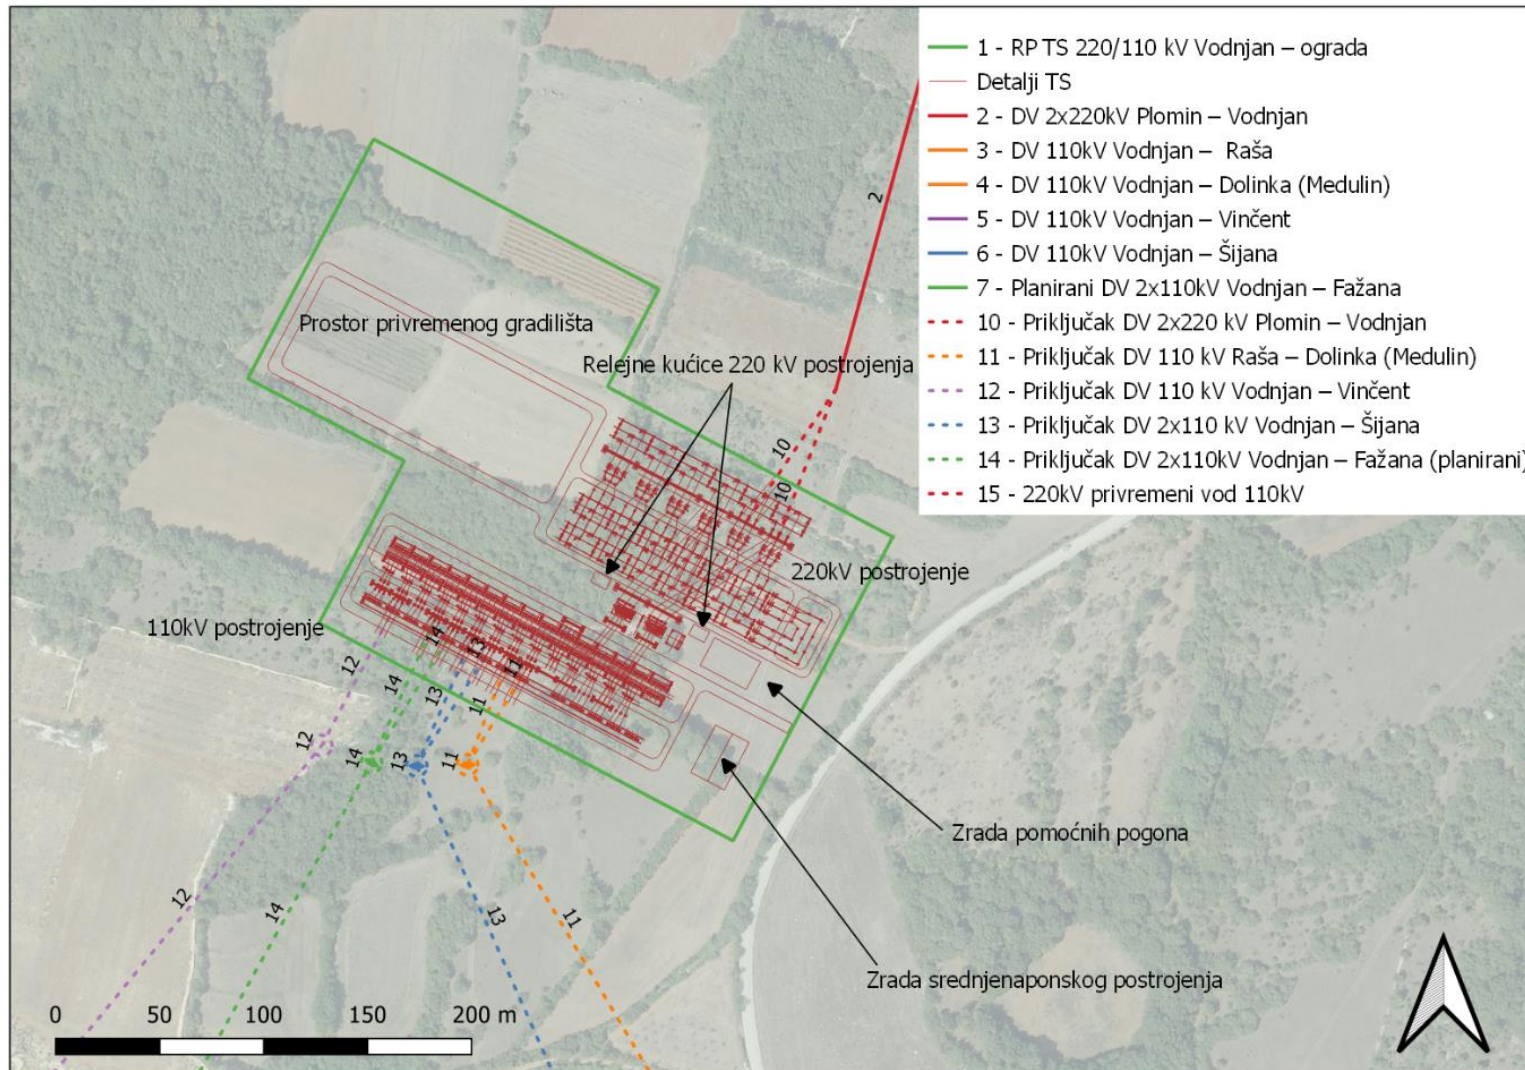 1 - RP TS 220/110 kV Vodnjan – ograda
Detalji TS
2 - DV 2x220kV Plomin – Vodnjan
3 - DV 110kV Vodnjan – Raša
4 - DV 110kV Vodnjan – Dolinka (Medulin)
5 - DV 110kV Vodnjan – Vinčent
6 - DV 110kV Vodnjan – Šijana
7 - Planirani DV 2x110kV Vodnjan – Fažana
10 - Priključak DV 2x220 kV Plomin – Vodnjan
11 - Priključak DV 110 kV Raša – Dolinka (Medulin)
12 - Priključak DV 110 kV Vodnjan – Vinčent
13 - Priključak DV 2x110 kV Vodnjan – Šijana
14 - Priključak DV 2x110kV Vodnjan – Fažana (planirani)
15 - 220kV privremeni vod 110kV
2
Prostor privremenog gradilišta
Relejne kućice 220 kV postrojenja
10
10
220kV postrojenje
110kV postrojenje
14
13
11
12
14
13
11
12
14
13
11
Zrada pomoćnih pogona
12
14
13
11
Zrada srednjenaponskog postrojenja
0 50 100 150 200 m